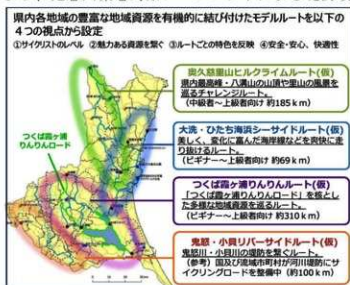 県内各地域の豊富な地域資源を有機的に結び付けたモデルルートを以下の
４つの視点から設定
①サイクリストのレベル ②魅力ある資源を繋ぐ ③ルートごとの特色を反映 ④安全・安心、快適性
奥久慈里山ヒルクライムルート(仮)
県内最高峰・八溝山の山頂や里山の風景を
巡るチャレンジルート。
(中級者～上級者向け 約185ｋｍ)
大洗・ひたち海浜シーサイドルート(仮)
美しく、変化に富んだ海岸線などを爽快に走
り抜けるルート。
(ビギナー～上級者向け 約69ｋｍ)
つくば霞ヶ浦
りんりんロード
つくば霞ヶ浦りんりんルート(仮)
「つくば霞ヶ浦りんりんロード」を核とし
た多様な地域資源を巡るルート。
(ビギナー～上級者向け 約310ｋｍ)
鬼怒・小貝リバーサイドルート(仮)
鬼怒川・小貝川の堤防を繋ぐルート。
(参考）国及び流域市町村が河川堤防にサ
イクリングロードを整備中（約100ｋｍ）